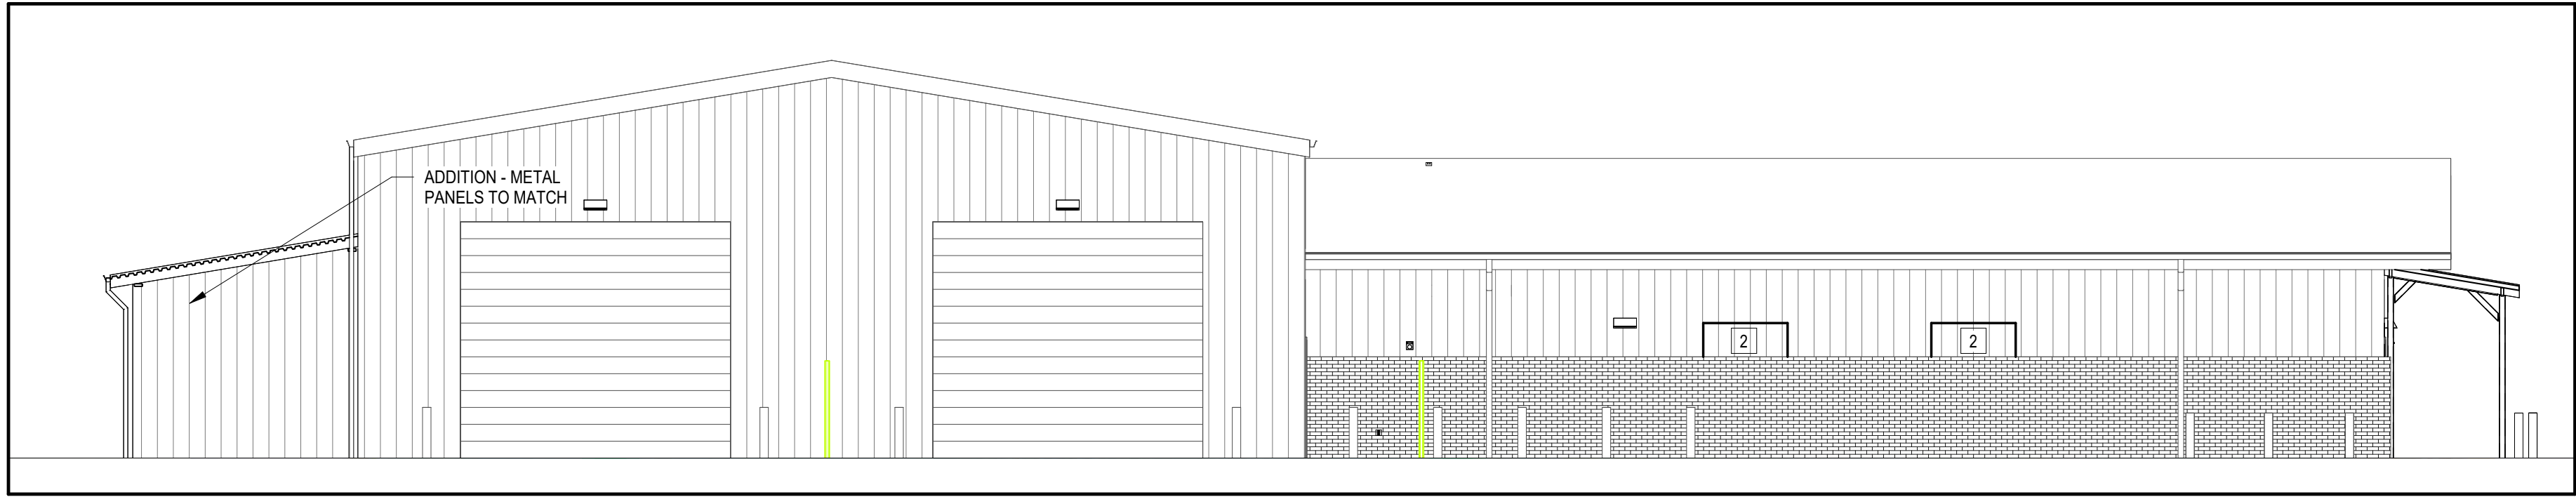 ADDITION - METAL
PANELS TO MATCH
2
2